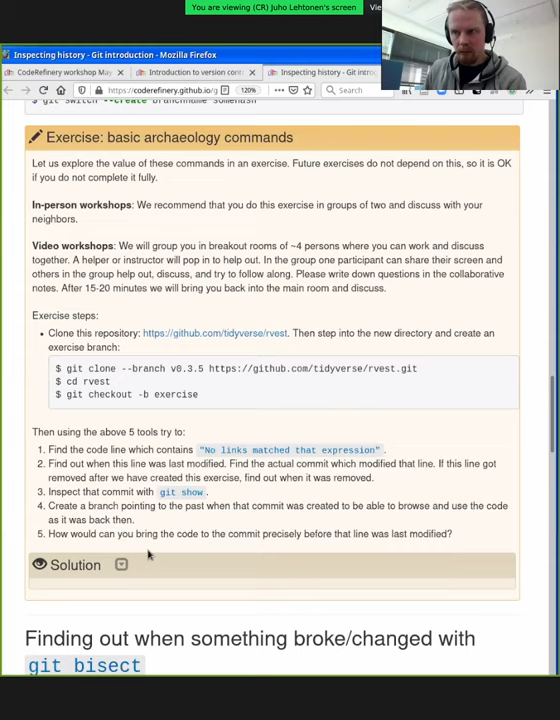 You are viewing (CR) Juho Lehtonen's screen
Vie
Inspecting history - Git introduction - Mozilla Firefox
CodeRefinery workshop May
Introduction to version cont
Inspecting history - Git intro
https://coderefinery.github.io/g
120%
Search
$ git switch --create branchname somehash
Exercise: basic archaeology commands
Let us explore the value of these commands in an exercise. Future exercises do not depend on this, so it is OK
if you do not complete it fully.
In-person workshops: We recommend that you do this exercise in groups of two and discuss with your
neighbors.
Video workshops: We will group you in breakout rooms of ~4 persons where you can work and discuss
together. A helper or instructor will pop in to help out. In the group one participant can share their screen and
others in the group help out, discuss, and try to follow along. Please write down questions in the collaborative
notes. After 15-20 minutes we will bring you back into the main room and discuss.
Exercise steps:
• Clone this repository: https://github.com/tidyverse/rvest. Then step into the new directory and create an
exercise branch:
$ git clone --branch v0.3.5 https://github.com/tidyverse/rvest.git
$ cd rvest
$ git checkout -b exercise
Then using the above 5 tools try to:
1. Find the code line which contains "No links matched that expression".
2. Find out when this line was last modified. Find the actual commit which modified that line. If this line got
removed after we have created this exercise, find out when it was removed.
3. Inspect that commit with git show.
4. Create a branch pointing to the past when that commit was created to be able to browse and use the code
as it was back then.
5. How would can you bring the code to the commit precisely before that line was last modified?
Solution
Finding out when something broke/changed with
git bisect